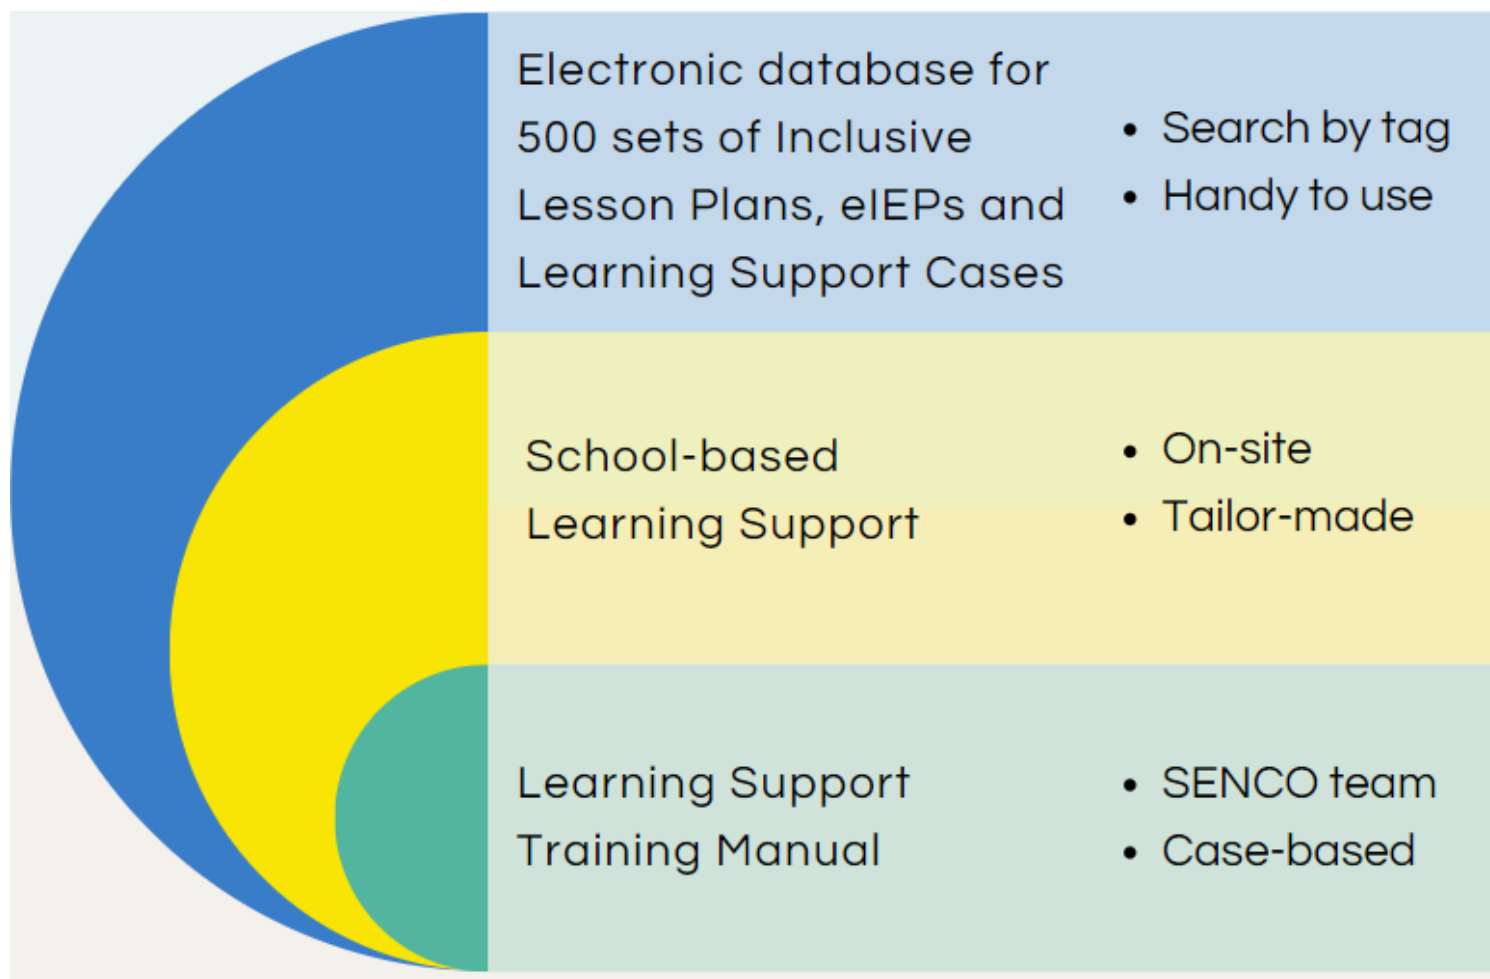 Electronic database for
500 sets of Inclusive
Lesson Plans, eIEPs and
Learning Support Cases
• Search by tag
• Handy to use
School-based
Learning Support
• On-site
• Tailor-made
Learning Support
Training Manual
• SENCO team
• Case-based